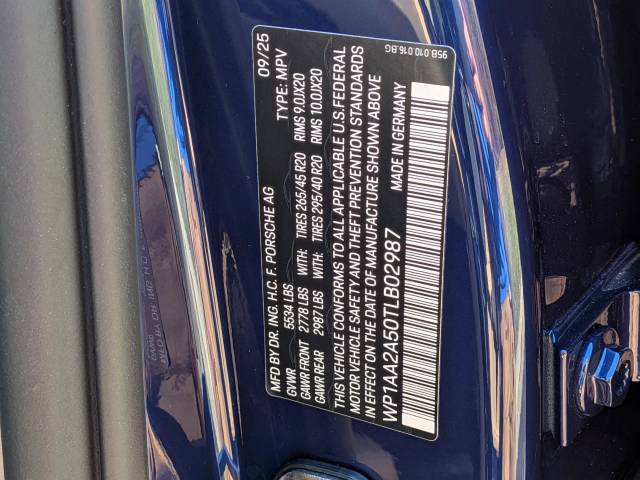 MFD BY DR. ING. H.C. F. PORSCHE AG 09/25
GVWR 5534 LBS TYPE: MPV
GAWR FRONT 2778 LBS WITH: TIRES 265/45 R20 RIMS 9.0JX20
GAWR REAR 2987 LBS WITH: TIRES 295/40 R20 RIMS 10.0JX20
THIS VEHICLE CONFORMS TO ALL APPLICABLE U.S.FEDERAL
MOTOR VEHICLE SAFETY AND THEFT PREVENTION STANDARDS
IN EFFECT ON THE DATE OF MANUFACTURE SHOWN ABOVE
WP1AA2A50TLB02987 MADE IN GERMANY
95B.010.016.BG